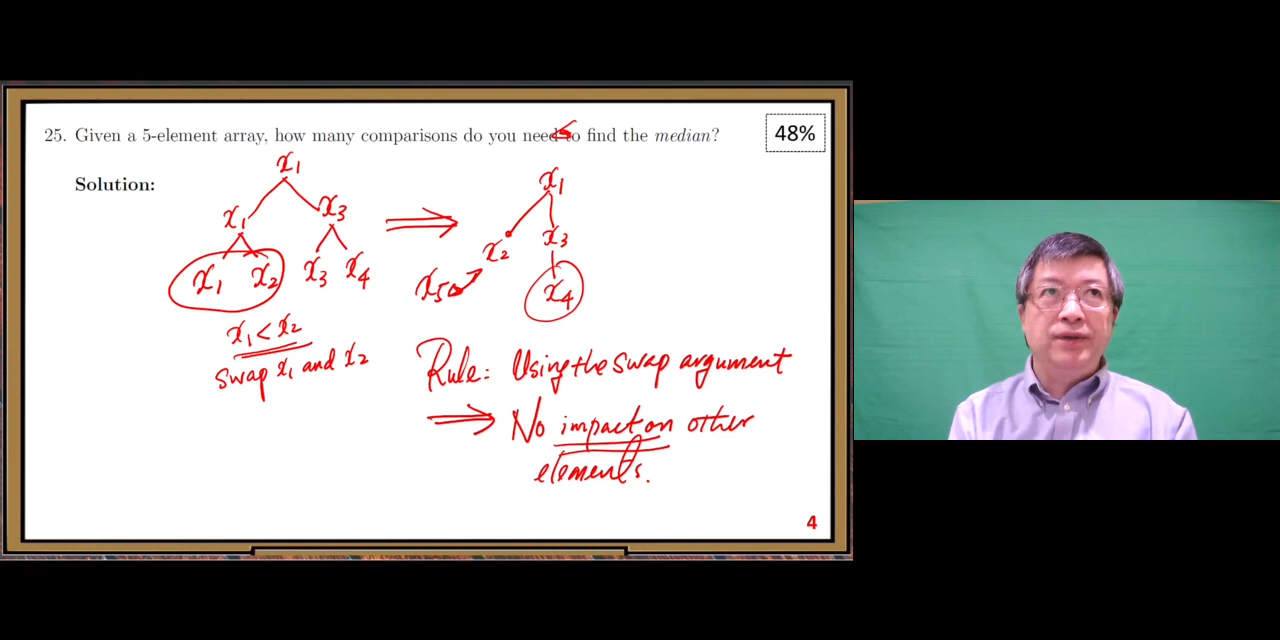 25. Given a 5-element array, how many comparisons do you need to find the median?
48%
Solution:
x₁
x₁ x₃
x₁ x₂ x₃ x₄
x₁ < x₂
swap x₁ and x₂
⟹
x₁
x₂ x₃
x₅ x₄
Rule: Using the swap argument
⟹ No impact on other
elements.
4